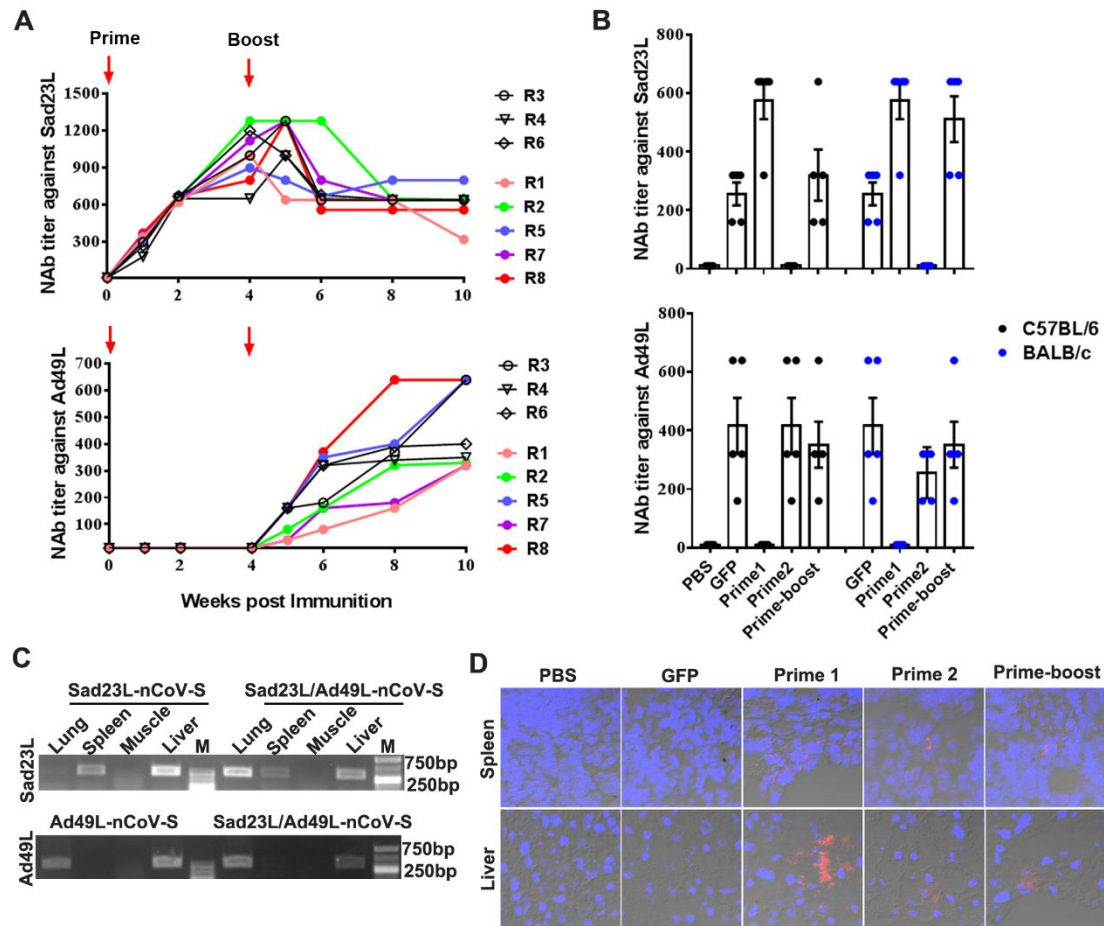 A
Prime
Boost
NAb titer against Sad23L
1500
1200
900
600
300
0
2
4
6
8
10
R3
R4
R6
R1
R2
R5
R7
R8
NAb titer against Ad49L
700
600
500
400
300
200
100
0
2
4
6
8
10
R3
R4
R6
R1
R2
R5
R7
R8
Weeks post Immunition
B
NAb titer against Sad23L
800
600
400
200
0
NAb titer against Ad49L
800
600
400
200
0
PBS
GFP
Prime1
Prime2
Prime-boost
GFP
Prime1
Prime2
Prime-boost
C57BL/6
BALB/c
C
Sad23L-nCoV-S
Sad23L/Ad49L-nCoV-S
Lung
Spleen
Muscle
Liver
M
Lung
Spleen
Muscle
Liver
M
Sad23L
750bp
250bp
Ad49L-nCoV-S
Sad23L/Ad49L-nCoV-S
Ad49L
750bp
250bp
D
PBS
GFP
Prime 1
Prime 2
Prime-boost
Spleen
Liver